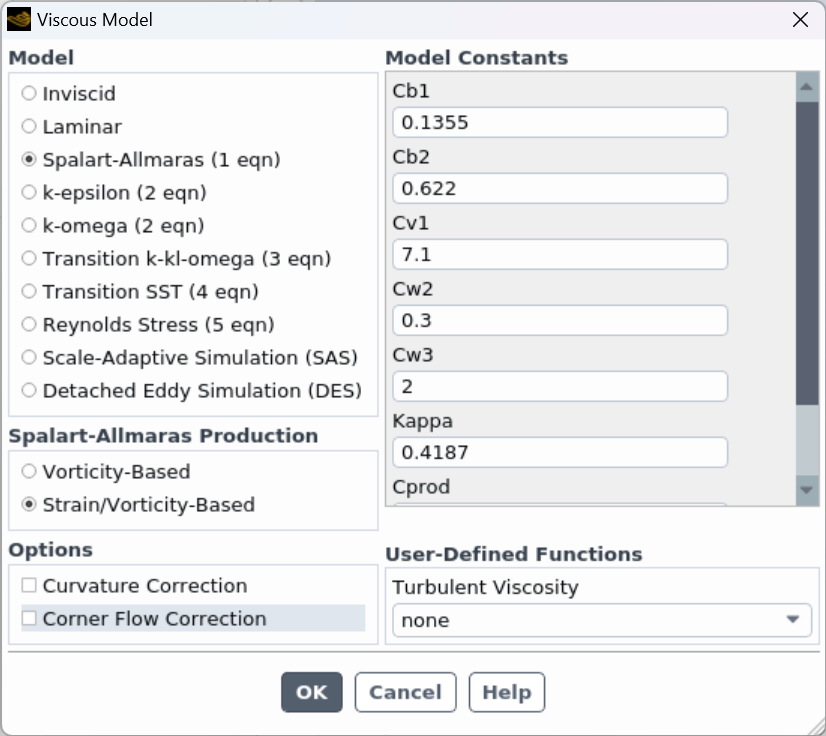 Viscous Model
Model
Inviscid
Laminar
Spalart-Allmaras (1 eqn)
k-epsilon (2 eqn)
k-omega (2 eqn)
Transition k-kl-omega (3 eqn)
Transition SST (4 eqn)
Reynolds Stress (5 eqn)
Scale-Adaptive Simulation (SAS)
Detached Eddy Simulation (DES)
Spalart-Allmaras Production
Vorticity-Based
Strain/Vorticity-Based
Options
Curvature Correction
Corner Flow Correction
Model Constants
Cb1
0.1355
Cb2
0.622
Cv1
7.1
Cw2
0.3
Cw3
2
Kappa
0.4187
Cprod
User-Defined Functions
Turbulent Viscosity
none
OK Cancel Help